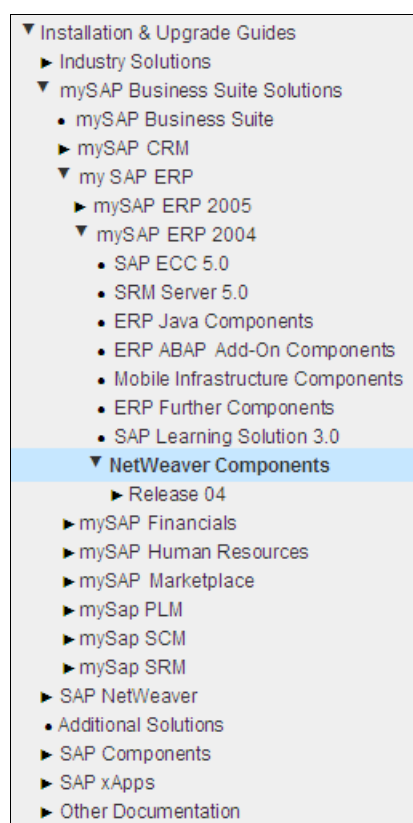 Installation & Upgrade Guides
Industry Solutions
mySAP Business Suite Solutions
mySAP Business Suite
mySAP CRM
my SAP ERP
mySAP ERP 2005
mySAP ERP 2004
SAP ECC 5.0
SRM Server 5.0
ERP Java Components
ERP ABAP Add-On Components
Mobile Infrastructure Components
ERP Further Components
SAP Learning Solution 3.0
NetWeaver Components
Release 04
mySAP Financials
mySAP Human Resources
mySAP Marketplace
mySap PLM
mySap SCM
mySap SRM
SAP NetWeaver
Additional Solutions
SAP Components
SAP xApps
Other Documentation